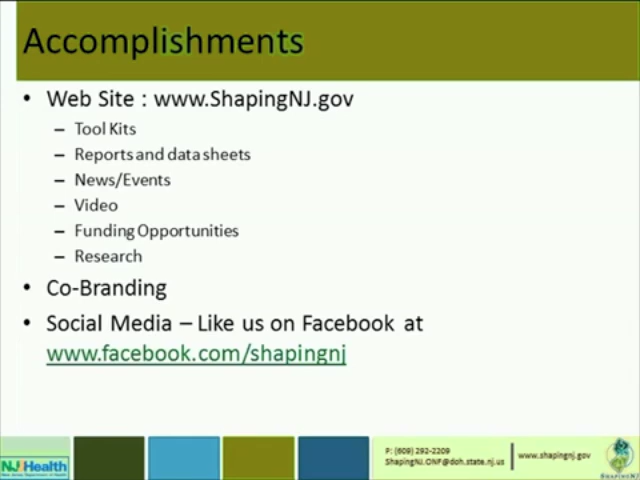 Accomplishments
• Web Site : www.ShapingNJ.gov
– Tool Kits
– Reports and data sheets
– News/Events
– Video
– Funding Opportunities
– Research
• Co-Branding
• Social Media – Like us on Facebook at
www.facebook.com/shapingnj
NJ Health
P: (609) 292-2209
ShapingNJ.ONF@doh.state.nj.us
www.shapingnj.gov
ShapingNJ